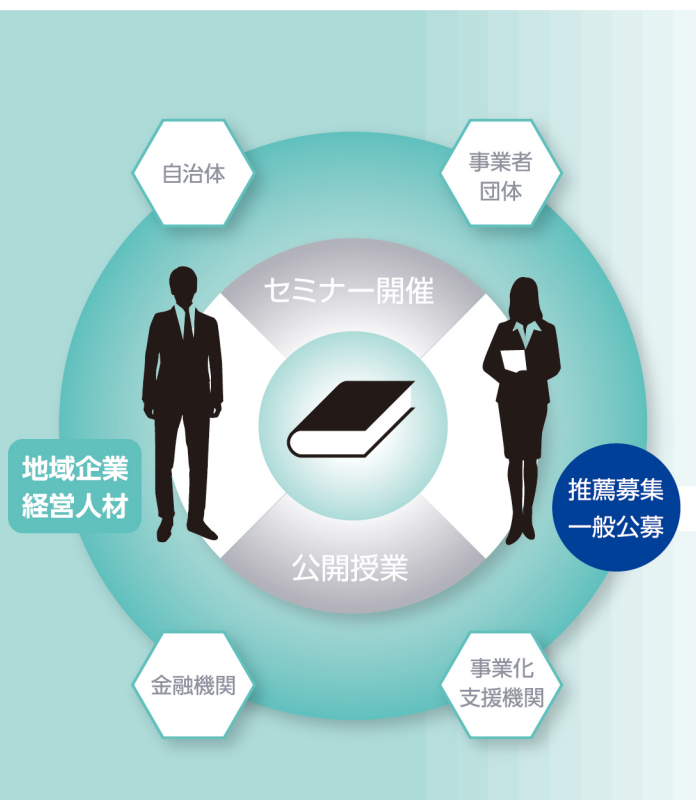 自治体
事業者
団体
セミナー開催
地域企業
経営人材
推薦募集
一般公募
公開授業
金融機関
事業化
支援機関